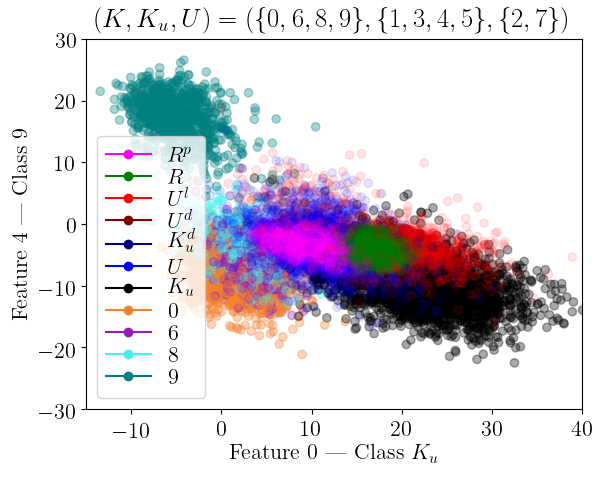 (K, K_u, U) = ({0, 6, 8, 9}, {1, 3, 4, 5}, {2, 7})
30
20
10
0
−10
−20
−30
Feature 4 — Class 9
R^p
R
U^l
U^d
K_u^d
U
K_u
0
6
8
9
−10
0
10
20
30
40
Feature 0 — Class K_u